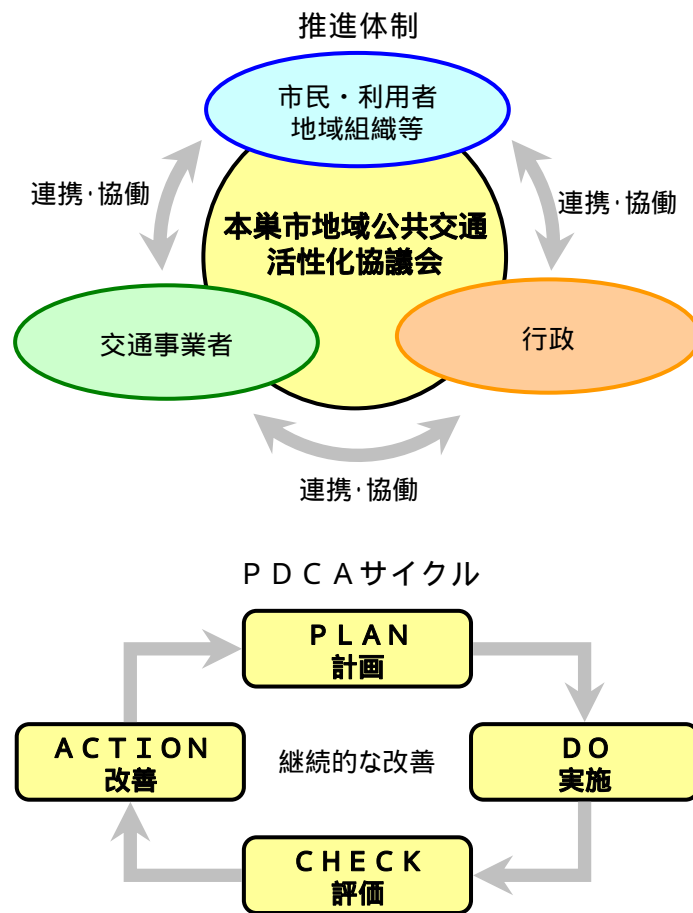 推進体制
市民・利用者
地域組織等
連携・協働
連携・協働
本巣市地域公共交通
活性化協議会
交通事業者
行政
連携・協働
ＰＤＣＡサイクル
ＰＬＡＮ
計画
ＡＣＴＩＯＮ
改善
継続的な改善
ＤＯ
実施
ＣＨＥＣＫ
評価